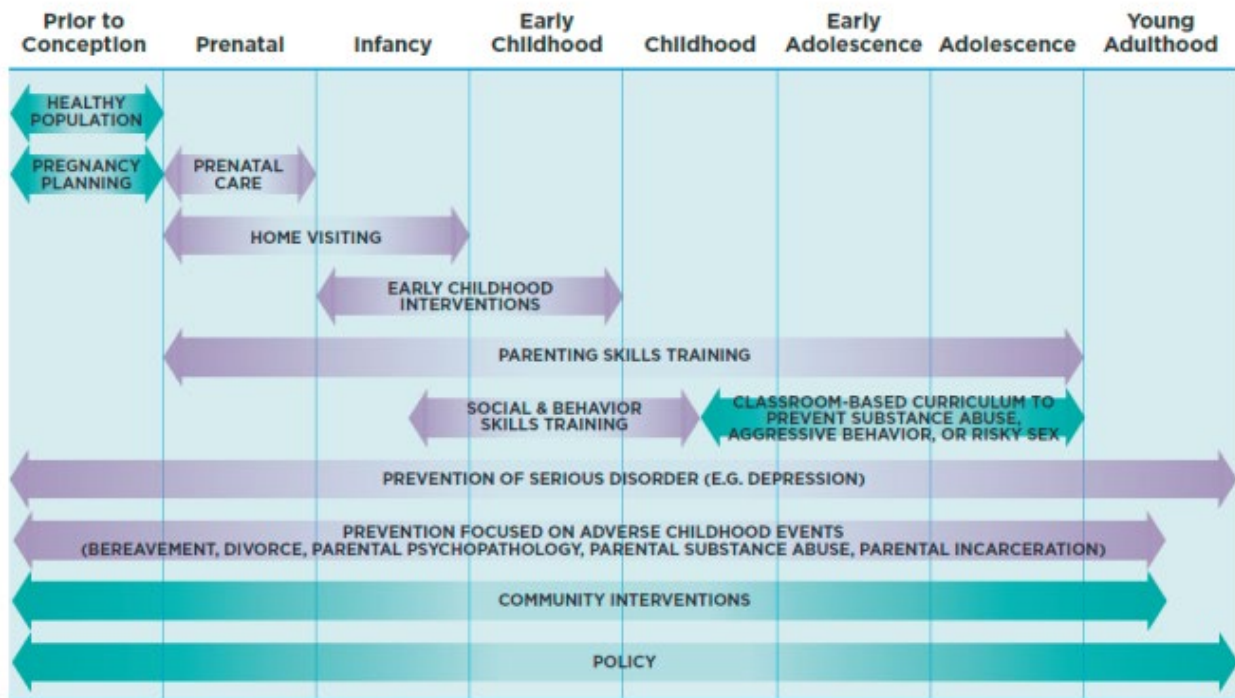 Prior to Conception
Prenatal
Infancy
Early Childhood
Childhood
Early Adolescence
Adolescence
Young Adulthood
HEALTHY
POPULATION
PREGNANCY
PLANNING
PRENATAL
CARE
HOME VISITING
EARLY CHILDHOOD
INTERVENTIONS
PARENTING SKILLS TRAINING
SOCIAL & BEHAVIOR
SKILLS TRAINING
CLASSROOM-BASED CURRICULUM TO
PREVENT SUBSTANCE ABUSE,
AGGRESSIVE BEHAVIOR, OR RISKY SEX
PREVENTION OF SERIOUS DISORDER (E.G. DEPRESSION)
PREVENTION FOCUSED ON ADVERSE CHILDHOOD EVENTS
(BEREAVEMENT, DIVORCE, PARENTAL PSYCHOPATHOLOGY, PARENTAL SUBSTANCE ABUSE, PARENTAL INCARCERATION)
COMMUNITY INTERVENTIONS
POLICY